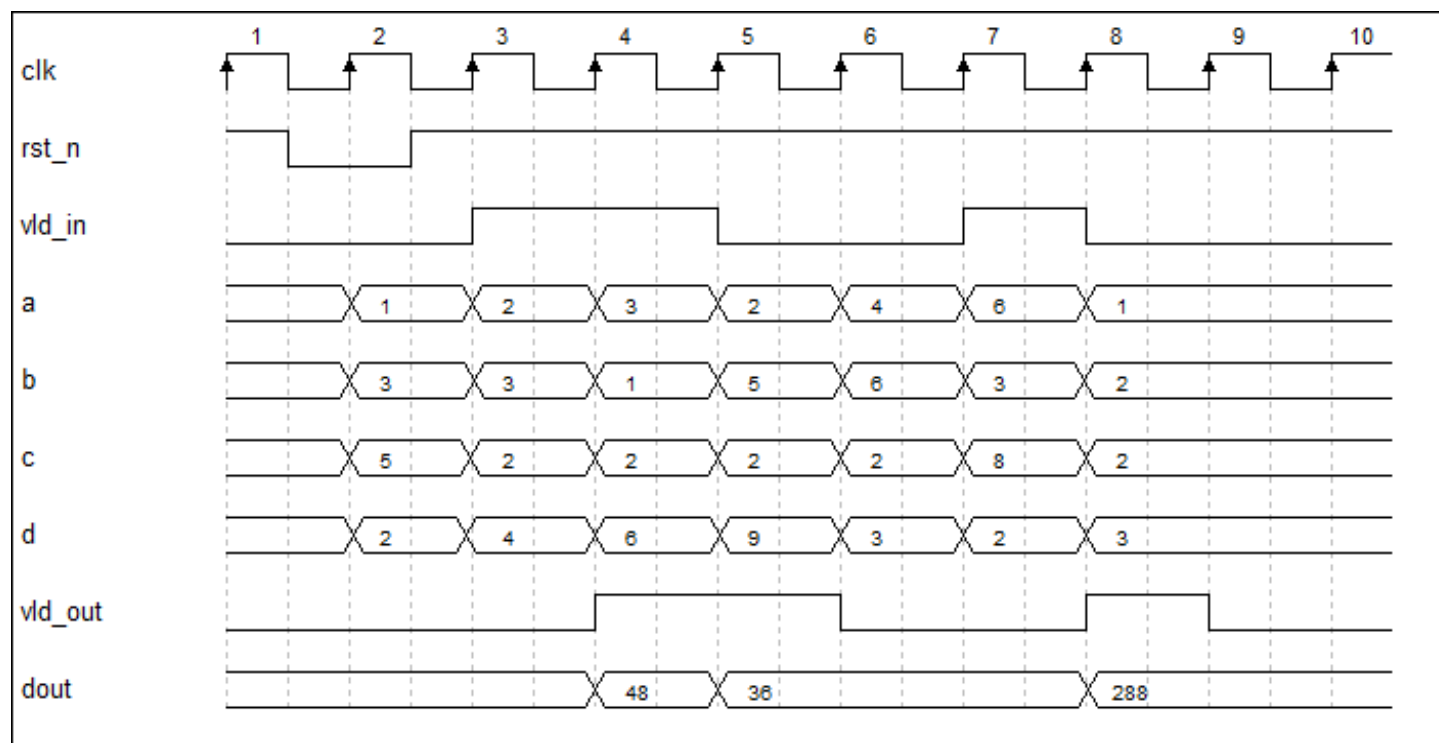 1 2 3 4 5 6 7 8 9 10
clk
rst_n
vld_in
a 1 2 3 2 4 6 1
b 3 3 1 5 6 3 2
c 5 2 2 2 2 8 2
d 2 4 6 9 3 2 3
vld_out
dout 48 36 288